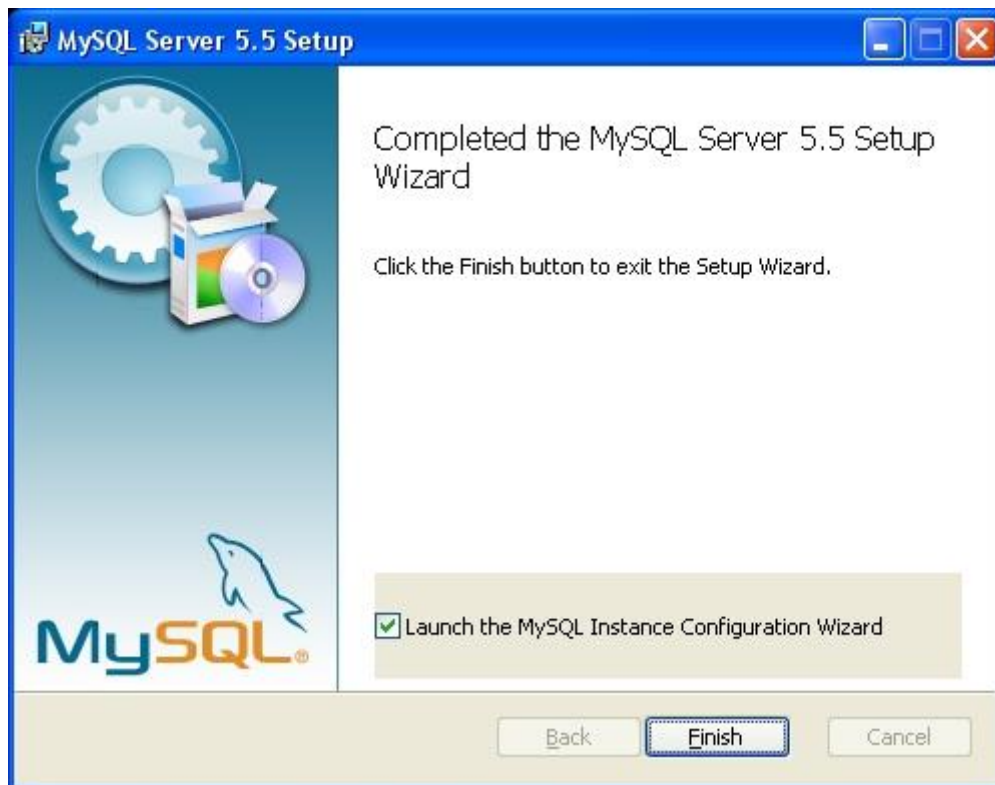 MySQL Server 5.5 Setup
Completed the MySQL Server 5.5 Setup
Wizard
Click the Finish button to exit the Setup Wizard.
MySQL®
Launch the MySQL Instance Configuration Wizard
Back
Finish
Cancel